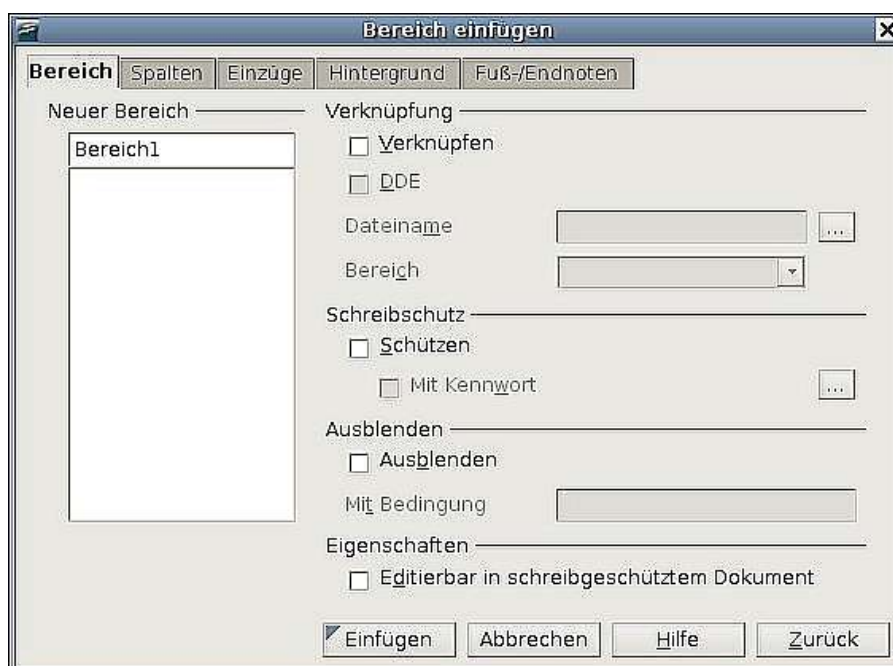 Bereich einfügen
Bereich
Spalten
Einzüge
Hintergrund
Fuß-/Endnoten
Neuer Bereich
Bereich1
Verknüpfung
Verknüpfen
DDE
Dateiname
...
Bereich
Schreibschutz
Schützen
Mit Kennwort
...
Ausblenden
Ausblenden
Mit Bedingung
Eigenschaften
Editierbar in schreibgeschütztem Dokument
Einfügen
Abbrechen
Hilfe
Zurück